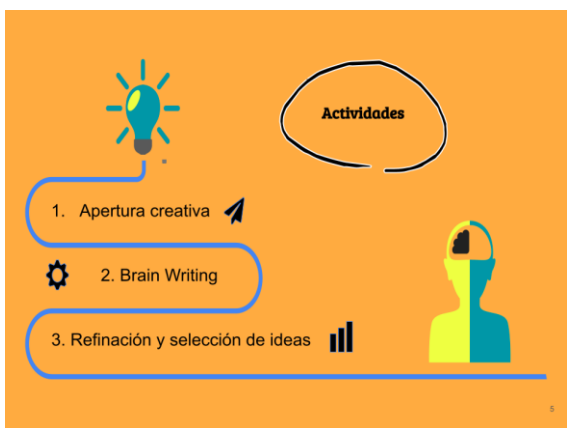 Actividades
1. Apertura creativa
2. Brain Writing
3. Refinación y selección de ideas
5